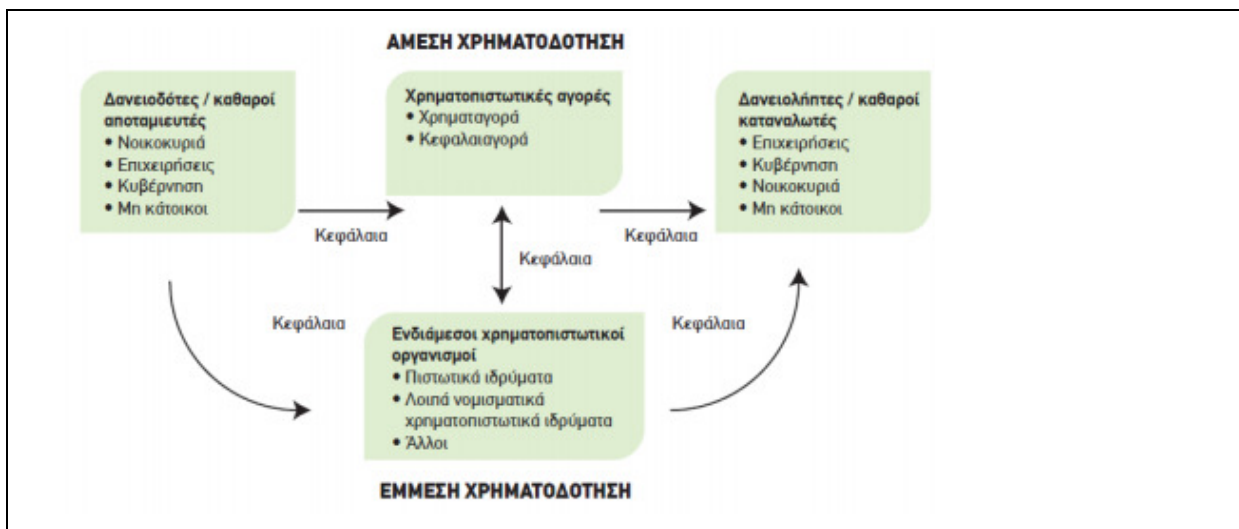 ΑΜΕΣΗ ΧΡΗΜΑΤΟΔΟΤΗΣΗ
Δανειοδότες / καθαροί
αποταμιευτές
• Νοικοκυριά
• Επιχειρήσεις
• Κυβέρνηση
• Μη κάτοικοι
Χρηματοπιστωτικές αγορές
• Χρηματαγορά
• Κεφαλαιαγορά
Δανειολήπτες / καθαροί
καταναλωτές
• Επιχειρήσεις
• Κυβέρνηση
• Νοικοκυριά
• Μη κάτοικοι
Κεφάλαια
Κεφάλαια
Κεφάλαια
Κεφάλαια
Κεφάλαια
Ενδιάμεσοι χρηματοπιστωτικοί
οργανισμοί
• Πιστωτικά ιδρύματα
• Λοιπά νομισματικά
χρηματοπιστωτικά ιδρύματα
• Άλλοι
ΕΜΜΕΣΗ ΧΡΗΜΑΤΟΔΟΤΗΣΗ